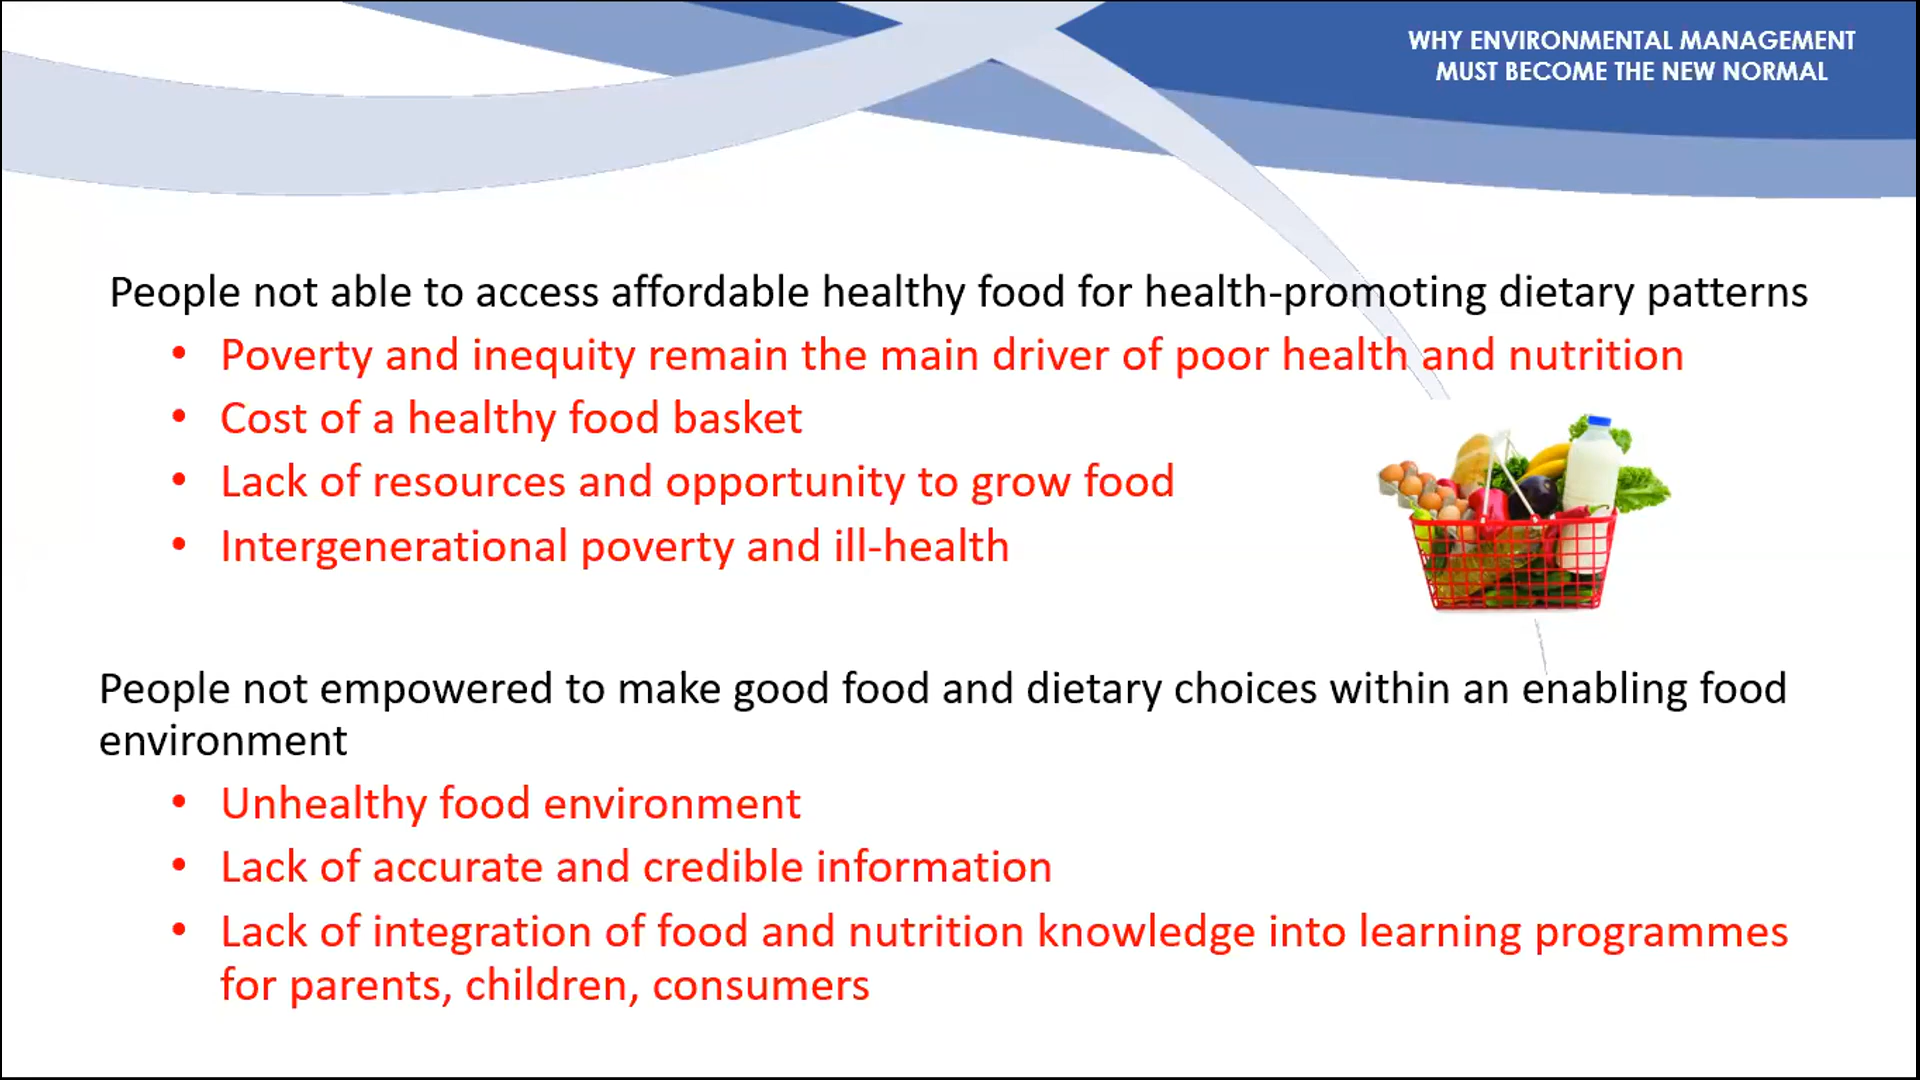 WHY ENVIRONMENTAL MANAGEMENT
MUST BECOME THE NEW NORMAL
People not able to access affordable healthy food for health-promoting dietary patterns
• Poverty and inequity remain the main driver of poor health and nutrition
• Cost of a healthy food basket
• Lack of resources and opportunity to grow food
• Intergenerational poverty and ill-health
People not empowered to make good food and dietary choices within an enabling food
environment
• Unhealthy food environment
• Lack of accurate and credible information
• Lack of integration of food and nutrition knowledge into learning programmes
for parents, children, consumers